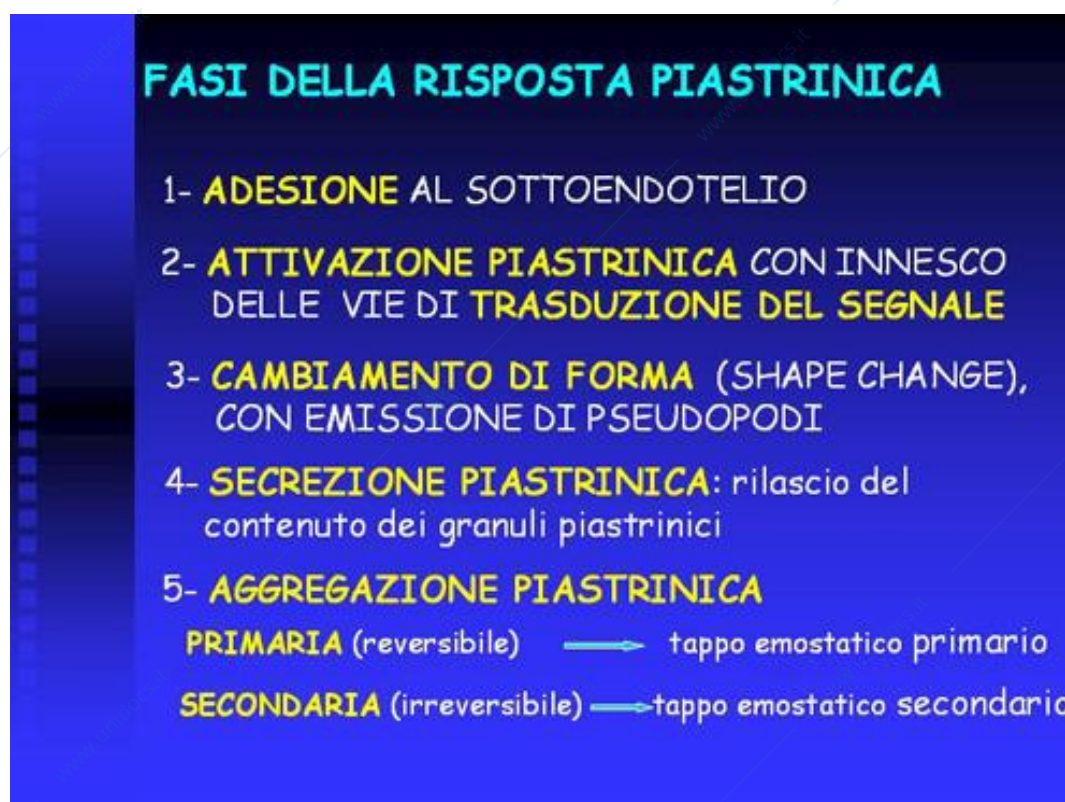 FASI DELLA RISPOSTA PIASTRINICA
1- ADESIONE AL SOTTOENDOTELIO
2- ATTIVAZIONE PIASTRINICA CON INNESCO
DELLE VIE DI TRASDUZIONE DEL SEGNALE
3- CAMBIAMENTO DI FORMA (SHAPE CHANGE),
CON EMISSIONE DI PSEUDOPODI
4- SECREZIONE PIASTRINICA: rilascio del
contenuto dei granuli piastrinici
5- AGGREGAZIONE PIASTRINICA
PRIMARIA (reversibile) tappo emostatico primario
SECONDARIA (irreversibile) tappo emostatico secondario